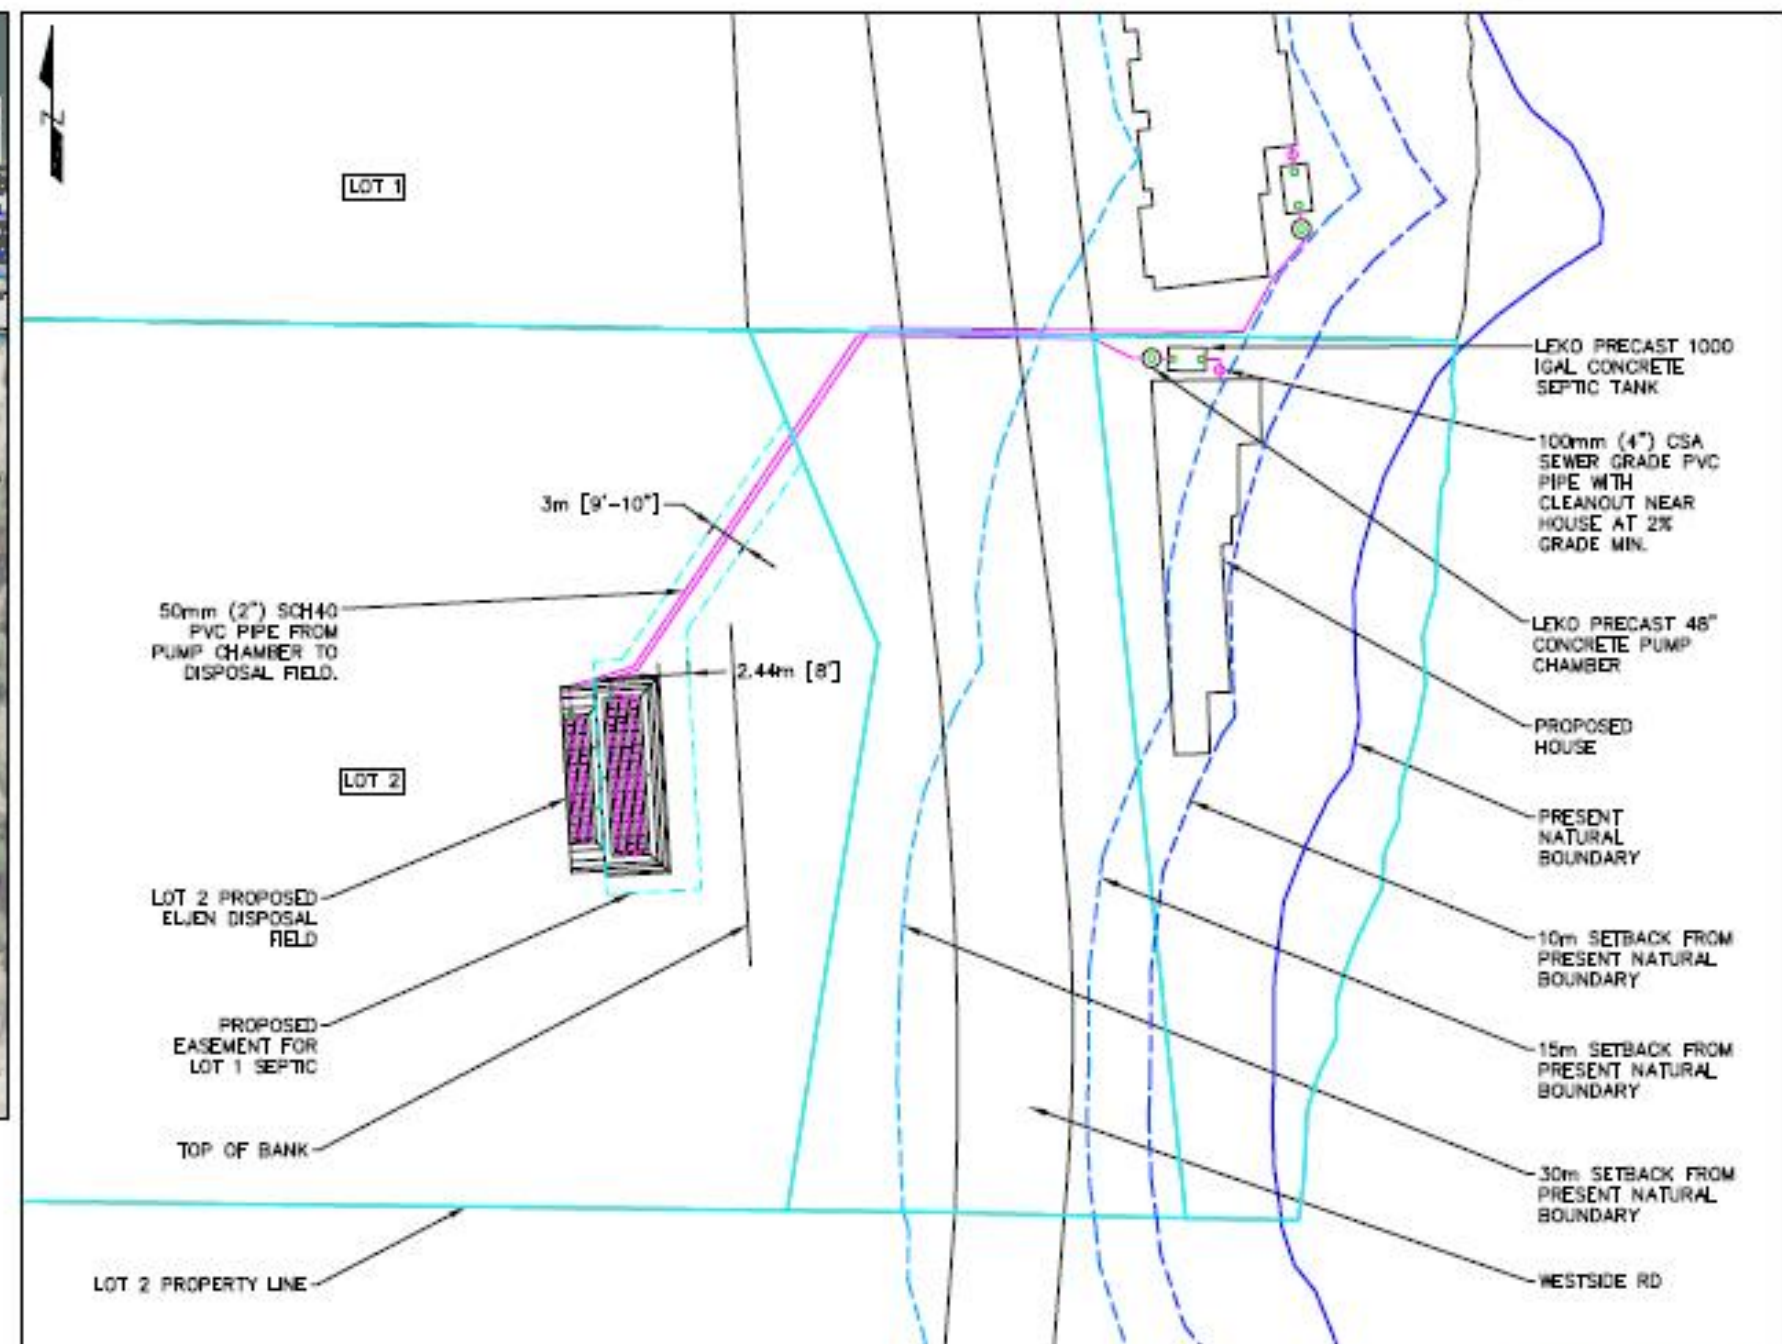 N
LOT 1
LEKO PRECAST 1000
IGAL CONCRETE
SEPTIC TANK
100mm (4") CSA
SEWER GRADE PVC
PIPE WITH
CLEANOUT NEAR
HOUSE AT 2%
GRADE MIN.
3m [9'-10"]
50mm (2") SCH40
PVC PIPE FROM
PUMP CHAMBER TO
DISPOSAL FIELD.
2.44m [8']
LEKO PRECAST 48"
CONCRETE PUMP
CHAMBER
PROPOSED
HOUSE
LOT 2
PRESENT
NATURAL
BOUNDARY
LOT 2 PROPOSED
ELJEN DISPOSAL
FIELD
10m SETBACK FROM
PRESENT NATURAL
BOUNDARY
PROPOSED
EASEMENT FOR
LOT 1 SEPTIC
15m SETBACK FROM
PRESENT NATURAL
BOUNDARY
TOP OF BANK
30m SETBACK FROM
PRESENT NATURAL
BOUNDARY
LOT 2 PROPERTY LINE
WESTSIDE RD